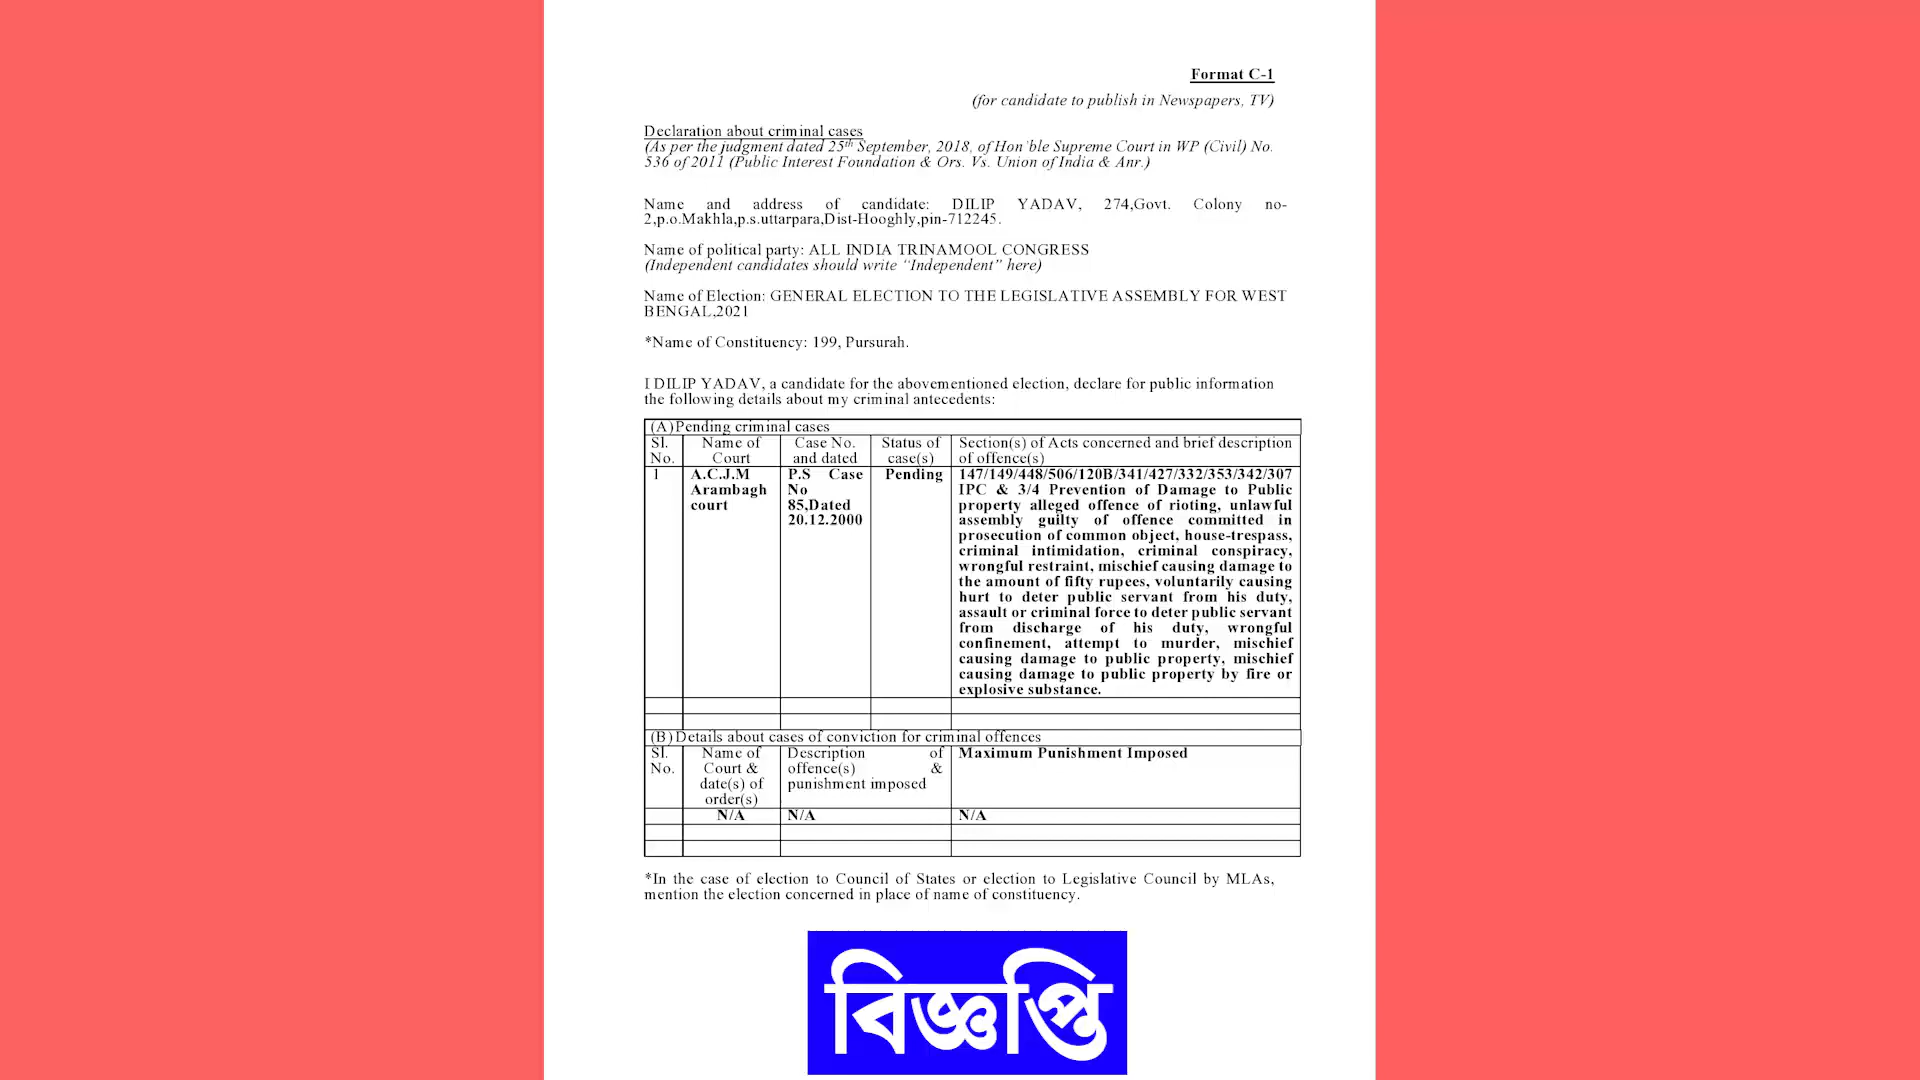 Format C-1
(for candidate to publish in Newspapers, TV)
Declaration about criminal cases
(As per the judgment dated 25th September, 2018, of Hon'ble Supreme Court in WP (Civil) No.
536 of 2011 (Public Interest Foundation & Ors. Vs. Union of India & Anr.)
Name and address of candidate: DILIP YADAV, 274,Govt. Colony no-
2,p.o.Makhla,p.s.uttarpara,Dist-Hooghly,pin-712245.
Name of political party: ALL INDIA TRINAMOOL CONGRESS
(Independent candidates should write "Independent" here)
Name of Election: GENERAL ELECTION TO THE LEGISLATIVE ASSEMBLY FOR WEST
BENGAL,2021
*Name of Constituency: 199, Pursurah.
I DILIP YADAV, a candidate for the abovementioned election, declare for public information
the following details about my criminal antecedents:
(A)Pending criminal cases
Sl.
No.
Name of
Court
Case No.
and dated
Status of
case(s)
Section(s) of Acts concerned and brief description
of offence(s)
1
A.C.J.M
Arambagh
court
P.S Case
No
85,Dated
20.12.2000
Pending
147/149/448/506/120B/341/427/332/353/342/307
IPC & 3/4 Prevention of Damage to Public
property alleged offence of rioting, unlawful
assembly guilty of offence committed in
prosecution of common object, house-trespass,
criminal intimidation, criminal conspiracy,
wrongful restraint, mischief causing damage to
the amount of fifty rupees, voluntarily causing
hurt to deter public servant from his duty,
assault or criminal force to deter public servant
from discharge of his duty, wrongful
confinement, attempt to murder, mischief
causing damage to public property, mischief
causing damage to public property by fire or
explosive substance.
(B)Details about cases of conviction for criminal offences
Sl.
No.
Name of
Court &
date(s) of
order(s)
Description of
offence(s) &
punishment imposed
Maximum Punishment Imposed
N/A
N/A
N/A
*In the case of election to Council of States or election to Legislative Council by MLAs,
mention the election concerned in place of name of constituency.
বিজ্ঞপ্তি